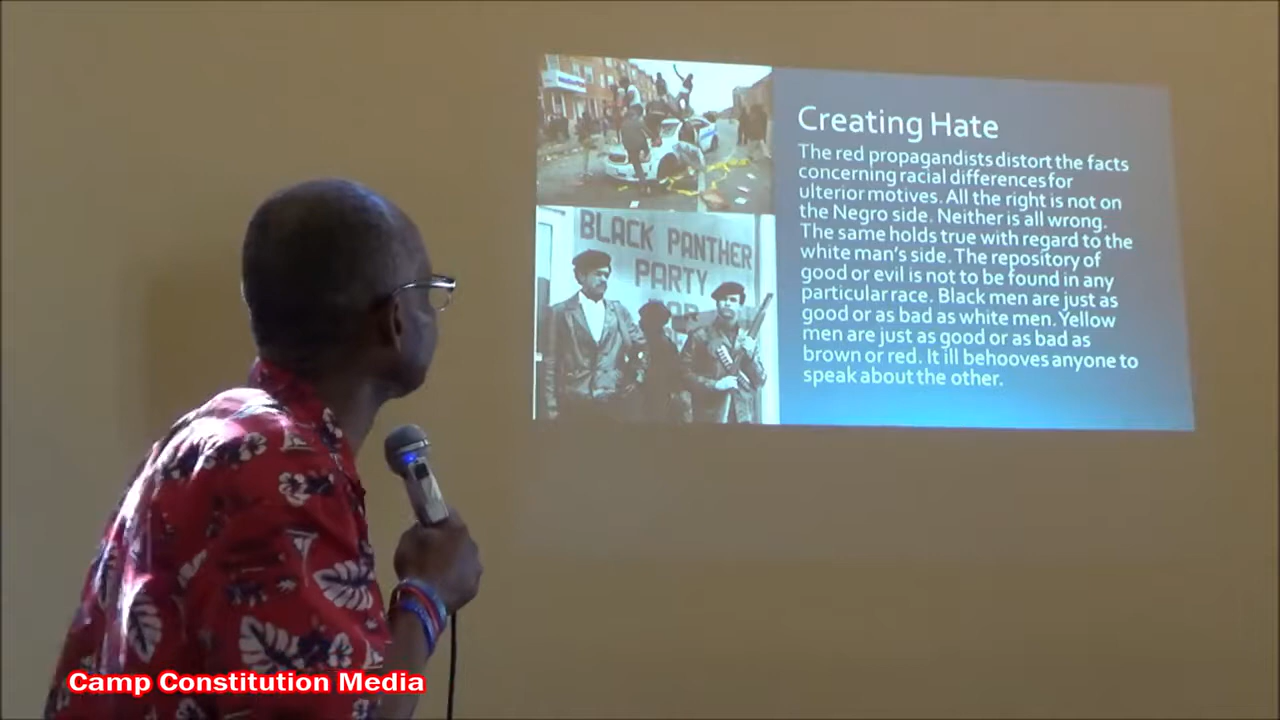 Creating Hate
The red propagandists distort the facts
concerning racial differences for
ulterior motives. All the right is not on
the Negro side. Neither is all wrong.
The same holds true with regard to the
white man's side. The repository of
good or evil is not to be found in any
particular race. Black men are just as
good or as bad as white men. Yellow
men are just as good or as bad as
brown or red. It ill behooves anyone to
speak about the other.
BLACK PANTHER
PARTY
Camp Constitution Media